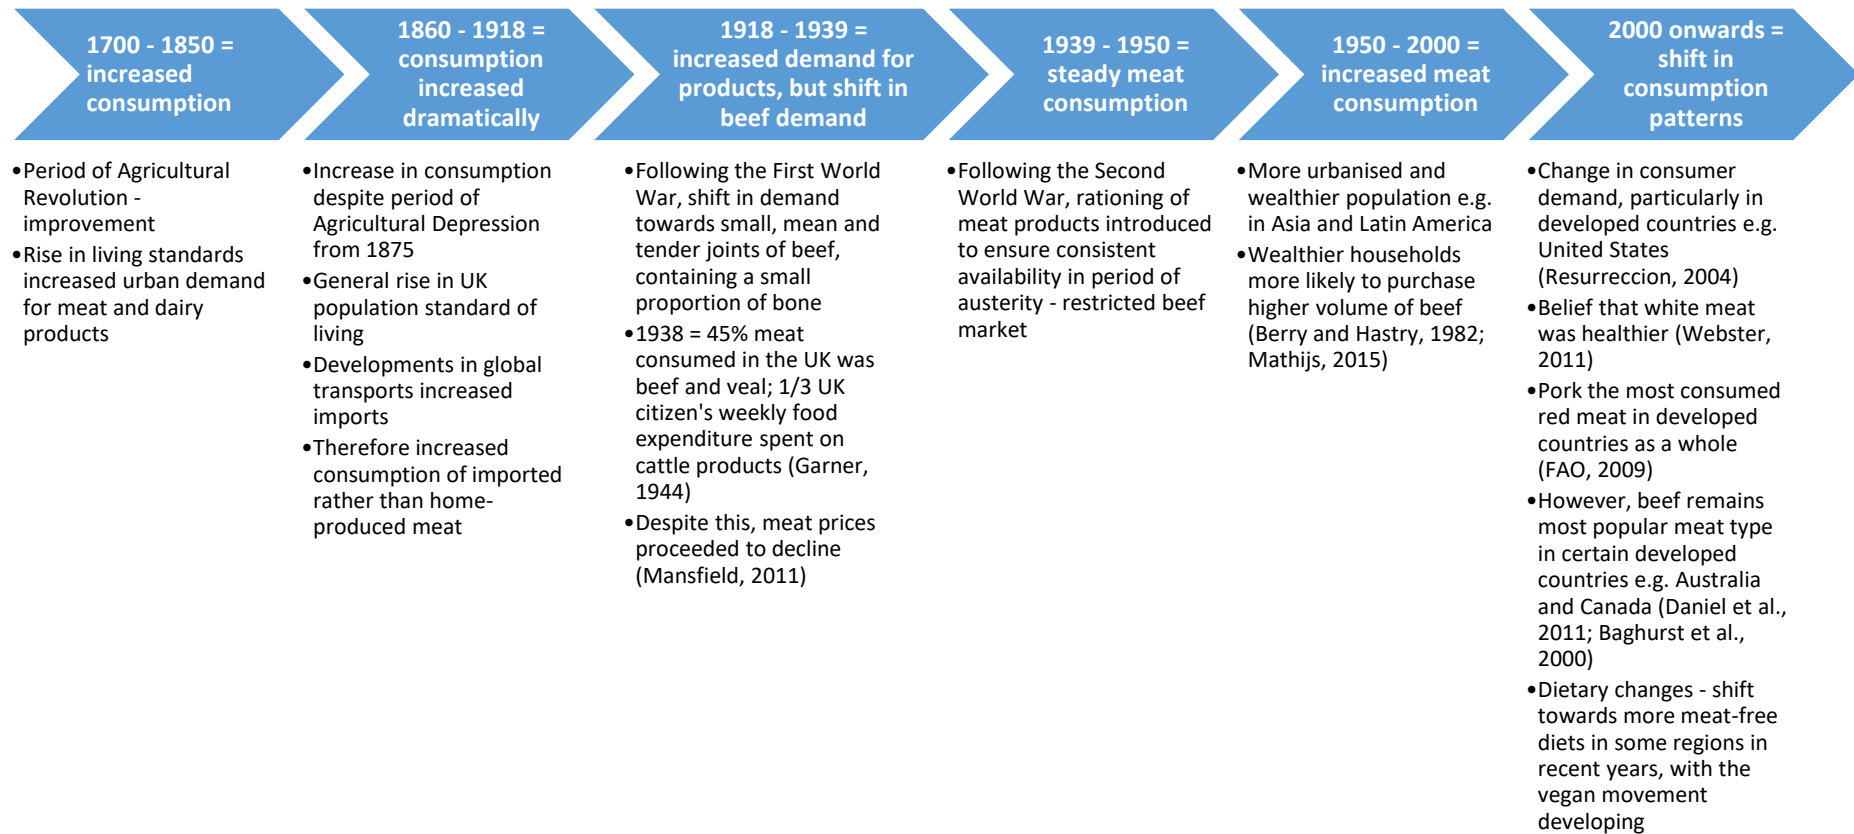 1700 - 1850 =
increased
consumption
•Period of Agricultural
Revolution -
improvement
•Rise in living standards
increased urban demand
for meat and dairy
products
1860 - 1918 =
consumption
increased
dramatically
•Increase in consumption
despite period of
Agricultural Depression
from 1875
•General rise in UK
population standard of
living
•Developments in global
transports increased
imports
•Therefore increased
consumption of imported
rather than home-
produced meat
1918 - 1939 =
increased demand for
products, but shift in
beef demand
•Following the First World
War, shift in demand
towards small, mean and
tender joints of beef,
containing a small
proportion of bone
•1938 = 45% meat
consumed in the UK was
beef and veal; 1/3 UK
citizen's weekly food
expenditure spent on
cattle products (Garner,
1944)
•Despite this, meat prices
proceeded to decline
(Mansfield, 2011)
1939 - 1950 =
steady meat
consumption
•Following the Second
World War, rationing of
meat products introduced
to ensure consistent
availability in period of
austerity - restricted beef
market
1950 - 2000 =
increased meat
consumption
•More urbanised and
wealthier population e.g.
in Asia and Latin America
•Wealthier households
more likely to purchase
higher volume of beef
(Berry and Hastry, 1982;
Mathijs, 2015)
2000 onwards =
shift in
consumption
patterns
•Change in consumer
demand, particularly in
developed countries e.g.
United States
(Resurreccion, 2004)
•Belief that white meat
was healthier (Webster,
2011)
•Pork the most consumed
red meat in developed
countries as a whole
(FAO, 2009)
•However, beef remains
most popular meat type
in certain developed
countries e.g. Australia
and Canada (Daniel et al.,
2011; Baghurst et al.,
2000)
•Dietary changes - shift
towards more meat-free
diets in some regions in
recent years, with the
vegan movement
developing